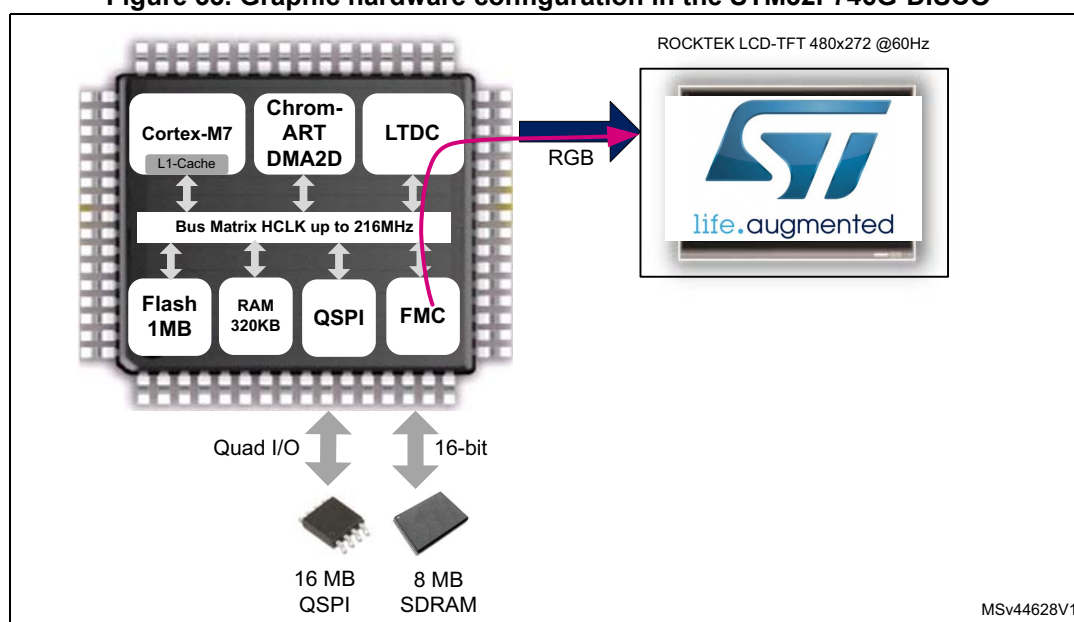 ROCKTEK LCD-TFT 480x272 @60Hz
Cortex-M7
L1-Cache
Chrom-
ART
DMA2D
LTDC
RGB
life.augmented
Bus Matrix HCLK up to 216MHz
Flash
1MB
RAM
320KB
QSPI
FMC
Quad I/O
16-bit
16 MB
QSPI
8 MB
SDRAM
MSv44628V1